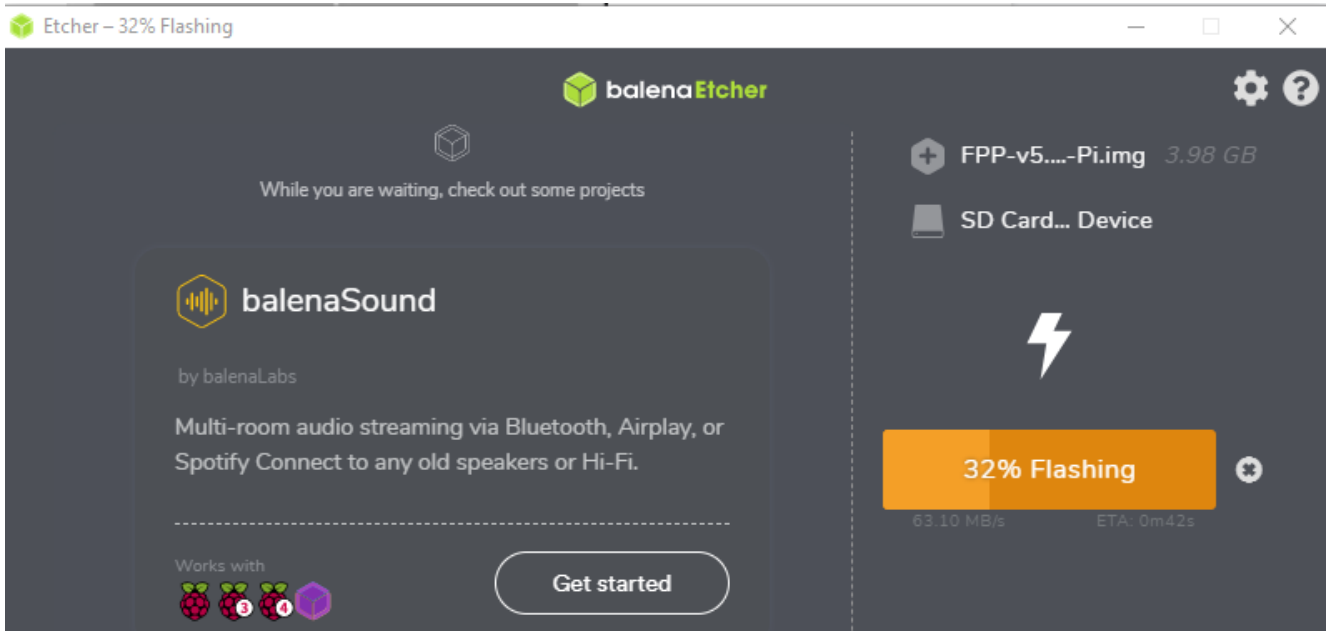 Etcher – 32% Flashing
balenaEtcher
While you are waiting, check out some projects
balenaSound
by balenaLabs
Multi-room audio streaming via Bluetooth, Airplay, or
Spotify Connect to any old speakers or Hi-Fi.
Works with
3 4
Get started
FPP-v5....-Pi.img 3.98 GB
SD Card... Device
32% Flashing
63.10 MB/s ETA: 0m42s